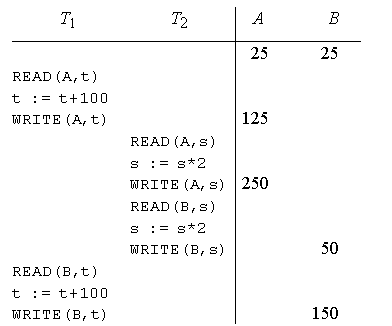 T1 T2 A B
25 25
READ(A,t)
t := t+100
WRITE(A,t) 125
READ(A,s)
s := s*2
WRITE(A,s) 250
READ(B,s)
s := s*2
WRITE(B,s) 50
READ(B,t)
t := t+100
WRITE(B,t) 150